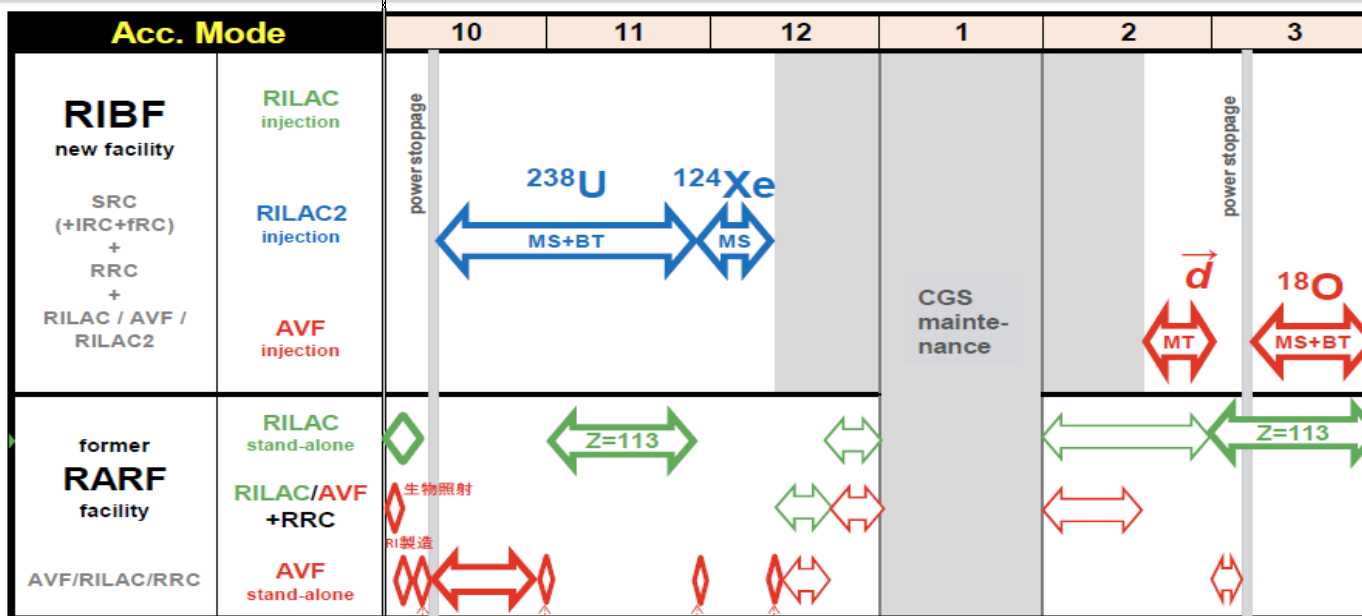 Acc. Mode
10 11 12 1 2 3
RIBF
new facility
SRC
(+IRC+fRC)
+
RRC
+
RILAC / AVF /
RILAC2
RILAC
injection
RILAC2
injection
AVF
injection
power stoppage
238U
MS+BT
124Xe
MS
CGS
mainte-
nance
d
MT
power stoppage
18O
MS+BT
former
RARF
facility
AVF/RILAC/RRC
RILAC
stand-alone
Z=113
Z=113
RILAC/AVF
+RRC
生物照射
RI製造
AVF
stand-alone